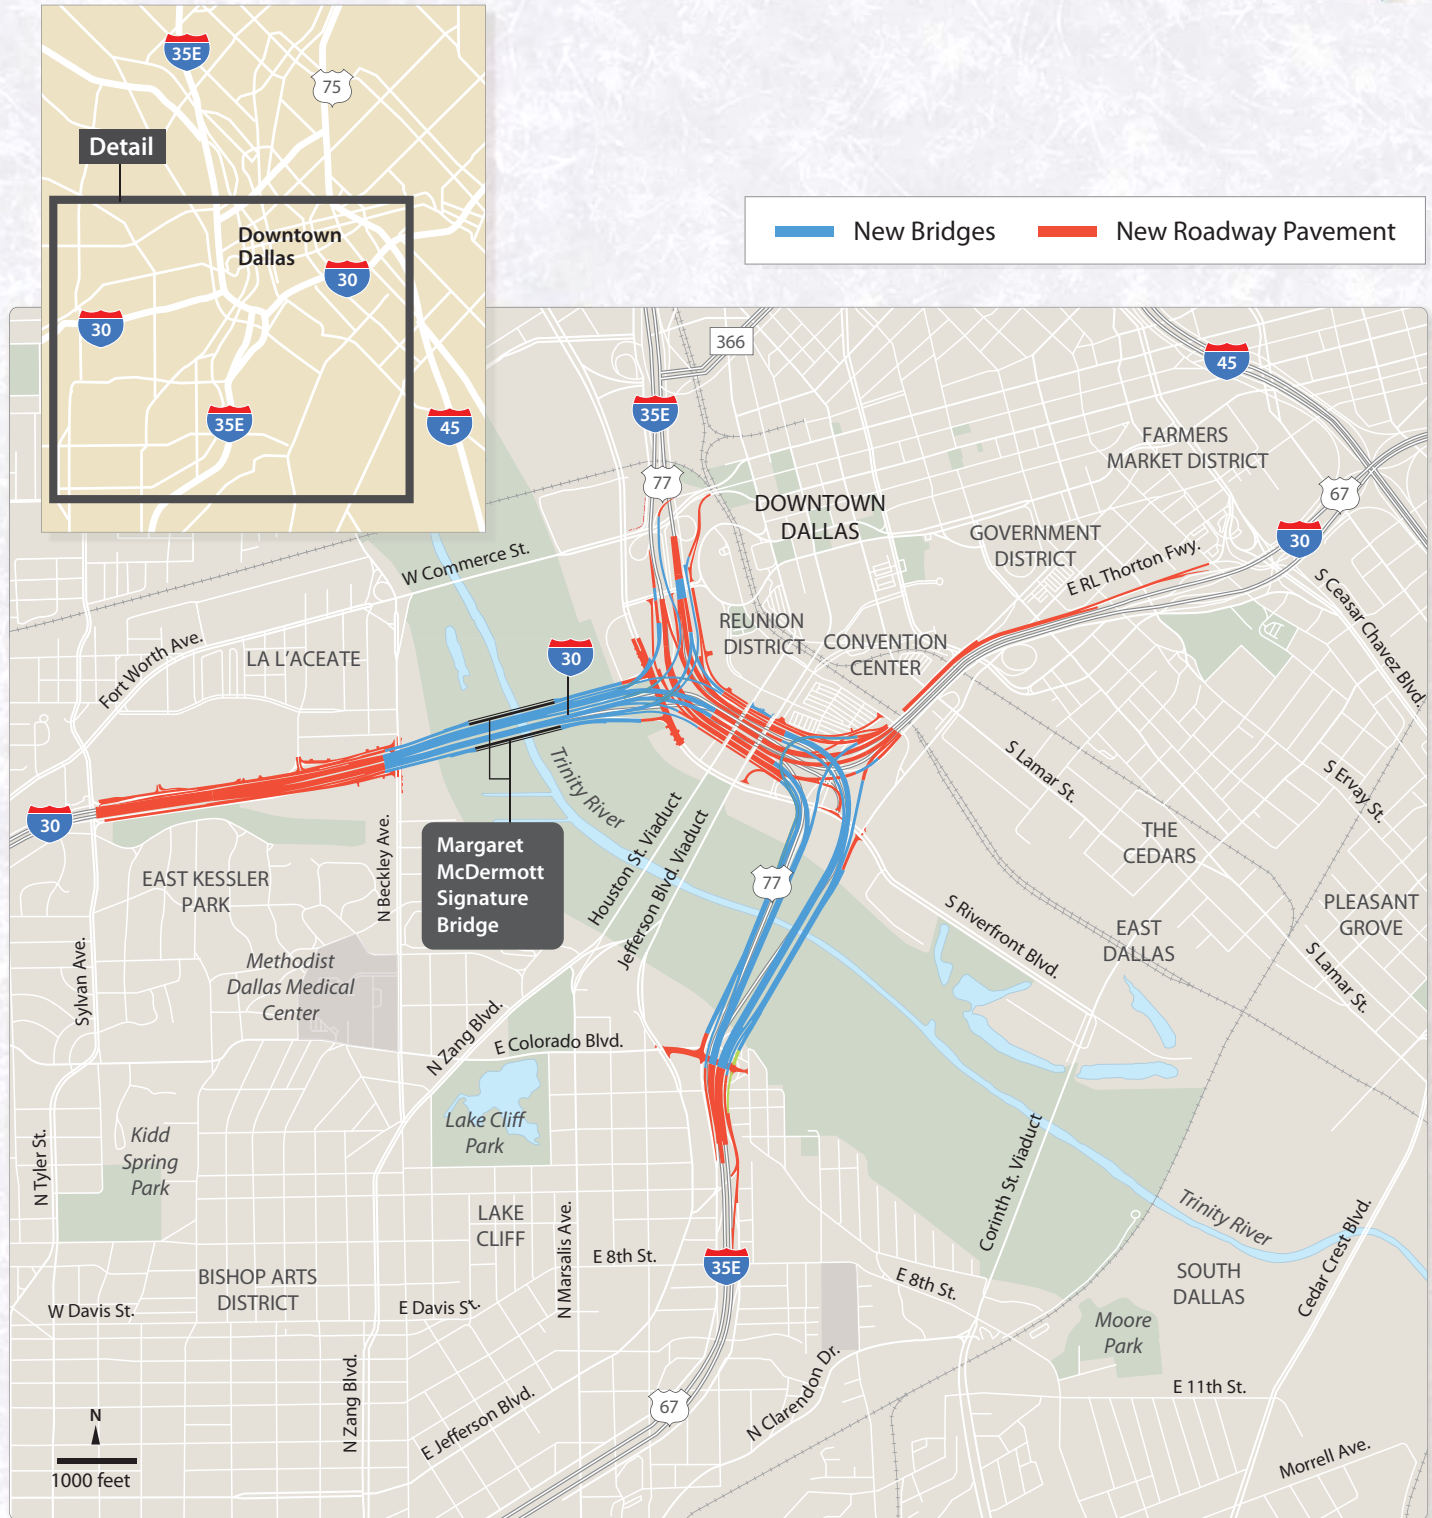 35E
75
Detail
Downtown
Dallas
30
30
35E
45
New Bridges
New Roadway Pavement
366
45
35E
FARMERS
MARKET DISTRICT
77
67
DOWNTOWN
DALLAS
GOVERNMENT
DISTRICT
30
W Commerce St.
E RL Thorton Fwy.
S Ceasar Chavez Blvd.
REUNION
DISTRICT
CONVENTION
CENTER
Fort Worth Ave.
LA L'ACEATE
30
Trinity River
S Lamar St.
S Ervay St.
30
Houston St. Viaduct
Jefferson Blvd. Viaduct
N Beckley Ave.
Margaret
McDermott
Signature
Bridge
THE
CEDARS
77
EAST KESSLER
PARK
PLEASANT
GROVE
S Riverfront Blvd.
EAST
DALLAS
S Lamar St.
Sylvan Ave.
Methodist
Dallas Medical
Center
N Zang Blvd.
E Colorado Blvd.
Lake Cliff
Park
Kidd
Spring
Park
N Tyler St.
Corinth St. Viaduct
Trinity River
LAKE
CLIFF
N Marsalis Ave.
E 8th St.
35E
E 8th St.
SOUTH
DALLAS
Cedar Crest Blvd.
BISHOP ARTS
DISTRICT
W Davis St.
E Davis St.
Moore
Park
N Zang Blvd.
E Jefferson Blvd.
67
N Clarendon Dr.
E 11th St.
Morrell Ave.
N
1000 feet